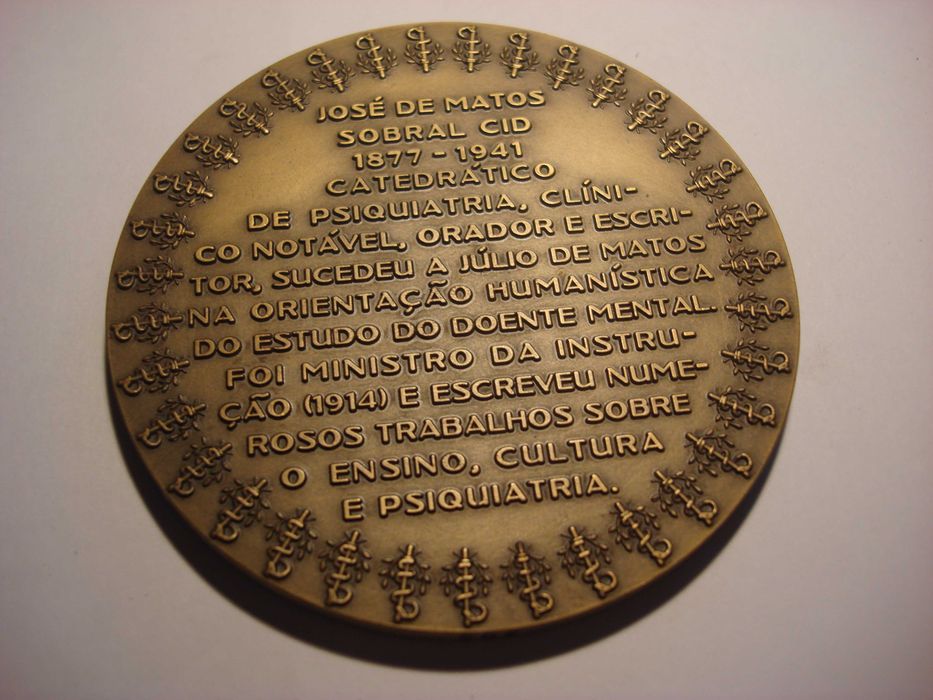 JOSÉ DE MATOS
SOBRAL CID
1877 - 1941
CATEDRÁTICO
DE PSIQUIATRIA, CLÍNI-
CO NOTÁVEL, ORADOR E ESCRI-
TOR, SUCEDEU A JÚLIO DE MATOS
NA ORIENTAÇÃO HUMANÍSTICA
DO ESTUDO DO DOENTE MENTAL.
FOI MINISTRO DA INSTRU-
ÇÃO (1914) E ESCREVEU NUME-
ROSOS TRABALHOS SOBRE
O ENSINO, CULTURA
E PSIQUIATRIA.